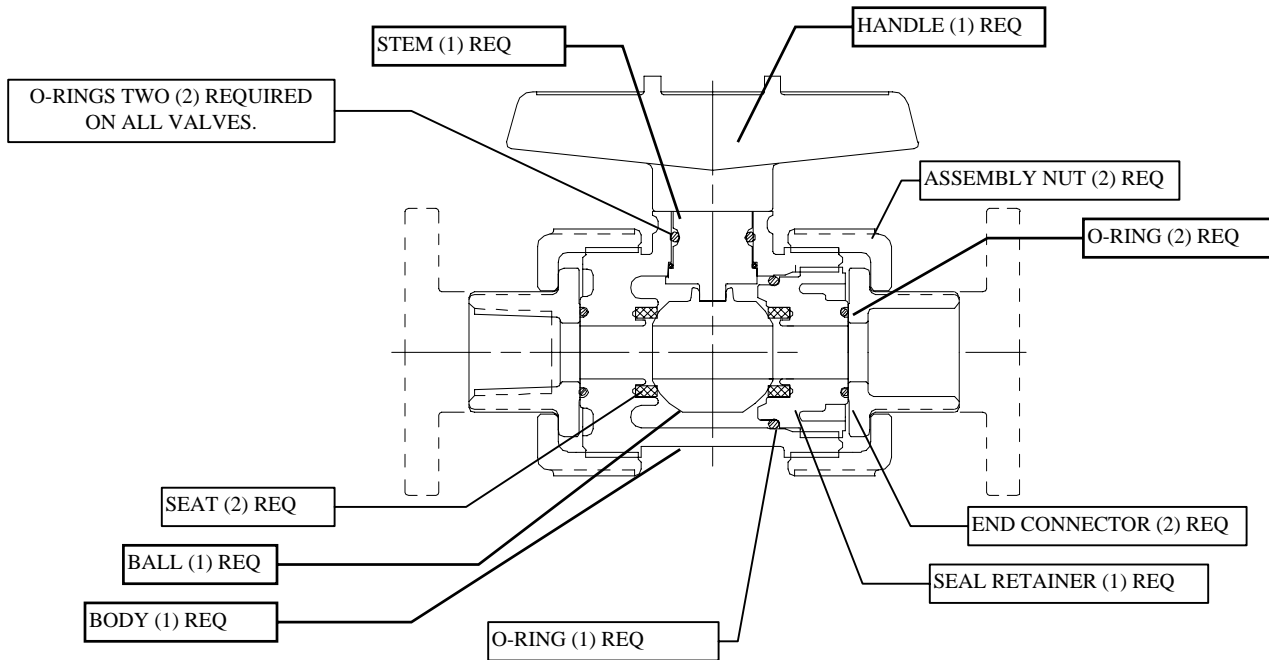 HANDLE (1) REQ
STEM (1) REQ
O-RINGS TWO (2) REQUIRED
ON ALL VALVES.
ASSEMBLY NUT (2) REQ
O-RING (2) REQ
SEAT (2) REQ
END CONNECTOR (2) REQ
BALL (1) REQ
SEAL RETAINER (1) REQ
BODY (1) REQ
O-RING (1) REQ